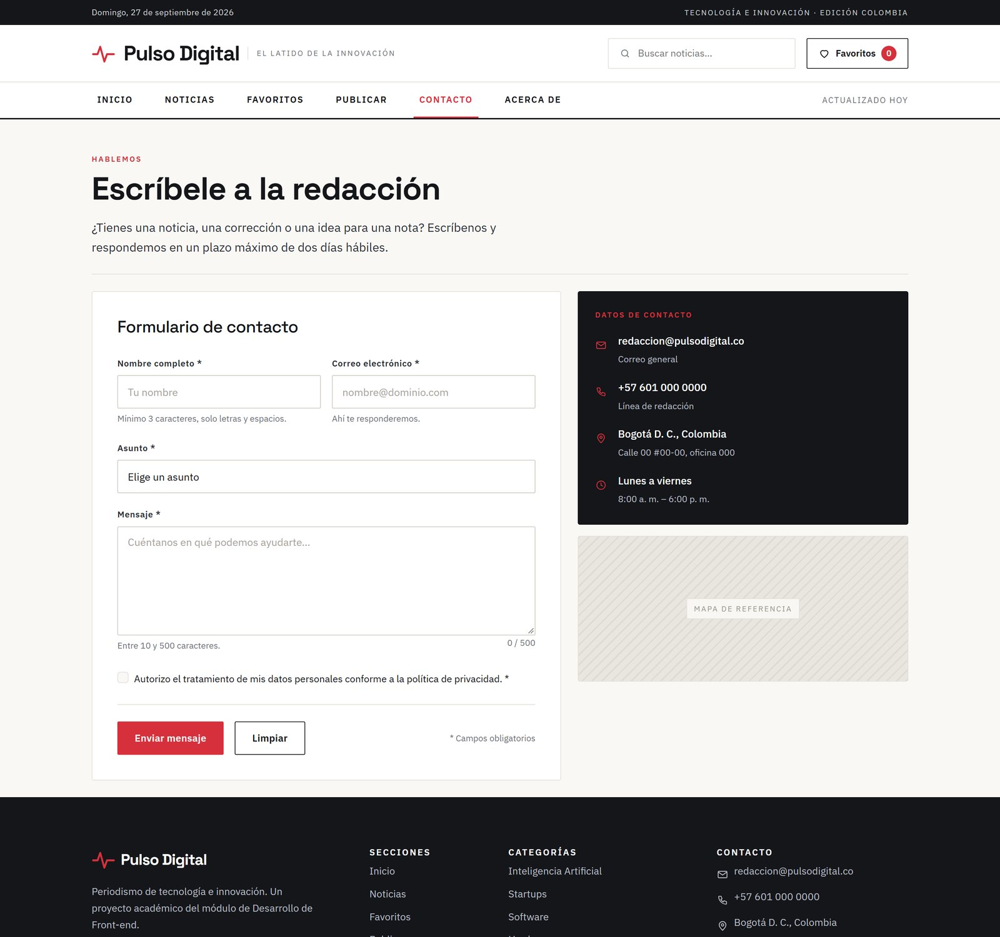 Domingo, 27 de septiembre de 2026
TECNOLOGÍA E INNOVACIÓN · EDICIÓN COLOMBIA
Pulso Digital
EL LATIDO DE LA INNOVACIÓN
Buscar noticias...
Favoritos 0
INICIO
NOTICIAS
FAVORITOS
PUBLICAR
CONTACTO
ACERCA DE
ACTUALIZADO HOY
HABLEMOS
Escríbele a la redacción
¿Tienes una noticia, una corrección o una idea para una nota? Escríbenos y
respondemos en un plazo máximo de dos días hábiles.
Formulario de contacto
Nombre completo *
Correo electrónico *
Tu nombre
nombre@dominio.com
Mínimo 3 caracteres, solo letras y espacios.
Ahí te responderemos.
Asunto *
Elige un asunto
Mensaje *
Cuéntanos en qué podemos ayudarte...
Entre 10 y 500 caracteres.
0 / 500
Autorizo el tratamiento de mis datos personales conforme a la política de privacidad. *
Enviar mensaje
Limpiar
* Campos obligatorios
DATOS DE CONTACTO
redaccion@pulsodigital.co
Correo general
+57 601 000 0000
Línea de redacción
Bogotá D. C., Colombia
Calle 00 #00-00, oficina 000
Lunes a viernes
8:00 a. m. – 6:00 p. m.
MAPA DE REFERENCIA
Pulso Digital
Periodismo de tecnología e innovación. Un
proyecto académico del módulo de Desarrollo de
Front-end.
SECCIONES
Inicio
Noticias
Favoritos
CATEGORÍAS
Inteligencia Artificial
Startups
Software
CONTACTO
redaccion@pulsodigital.co
+57 601 000 0000
Bogotá D. C., Colombia